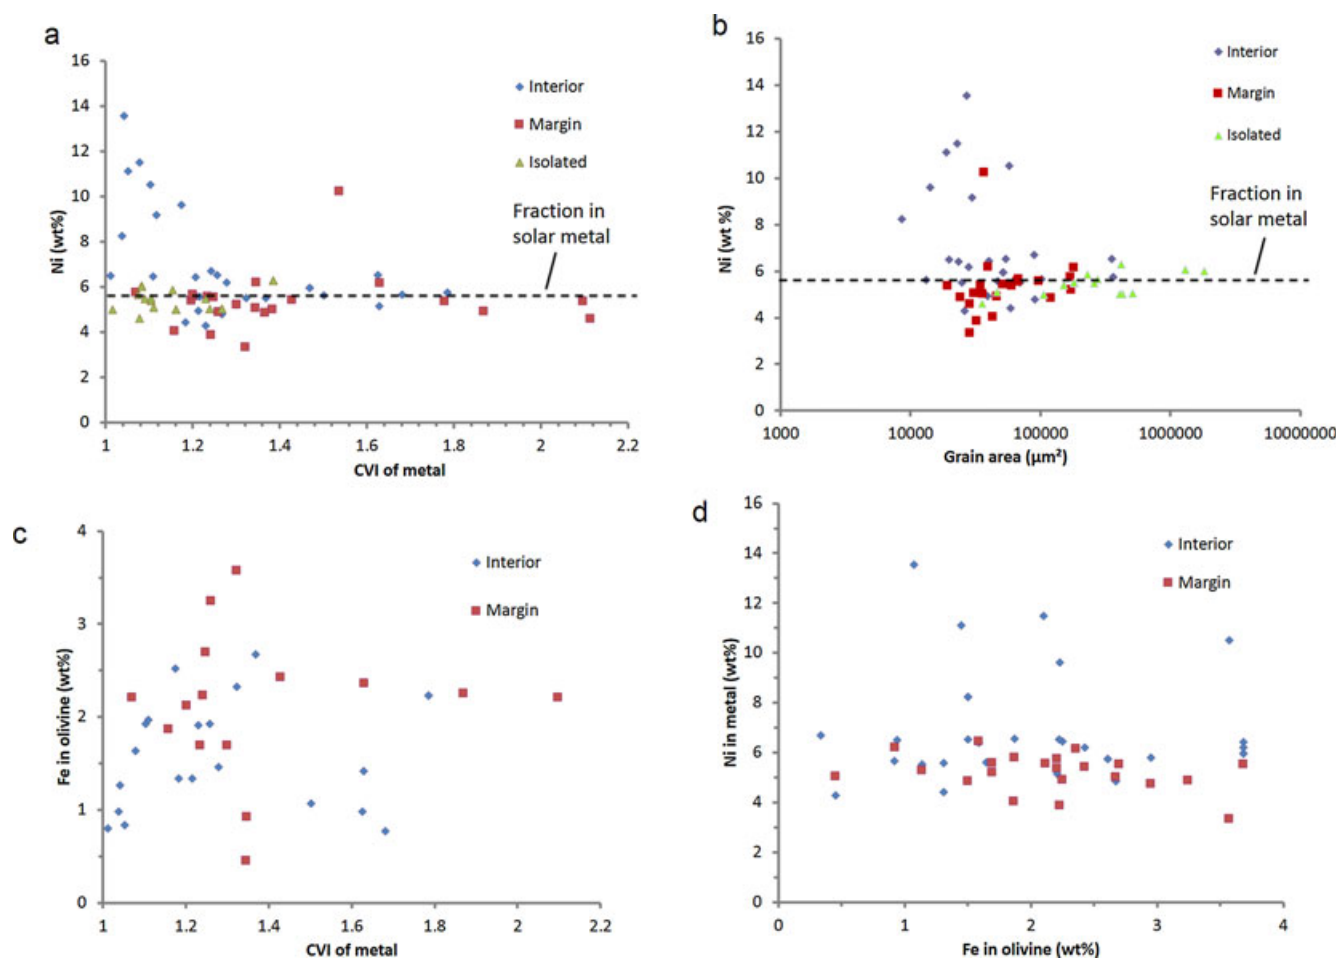 a
16
14
12
10
8
6
4
2
0
Ni (wt%)
Interior
Margin
Isolated
Fraction in
solar metal
1 1.2 1.4 1.6 1.8 2 2.2
CVI of metal
b
16
14
12
10
8
6
4
2
0
Ni (wt %)
Interior
Margin
Isolated
Fraction in
solar metal
1000 10000 100000 1000000 10000000
Grain area (µm²)
c
4
3
2
1
0
Fe in olivine (wt%)
Interior
Margin
1 1.2 1.4 1.6 1.8 2 2.2
CVI of metal
d
16
14
12
10
8
6
4
2
0
Ni in metal (wt%)
Interior
Margin
0 1 2 3 4
Fe in olivine (wt%)